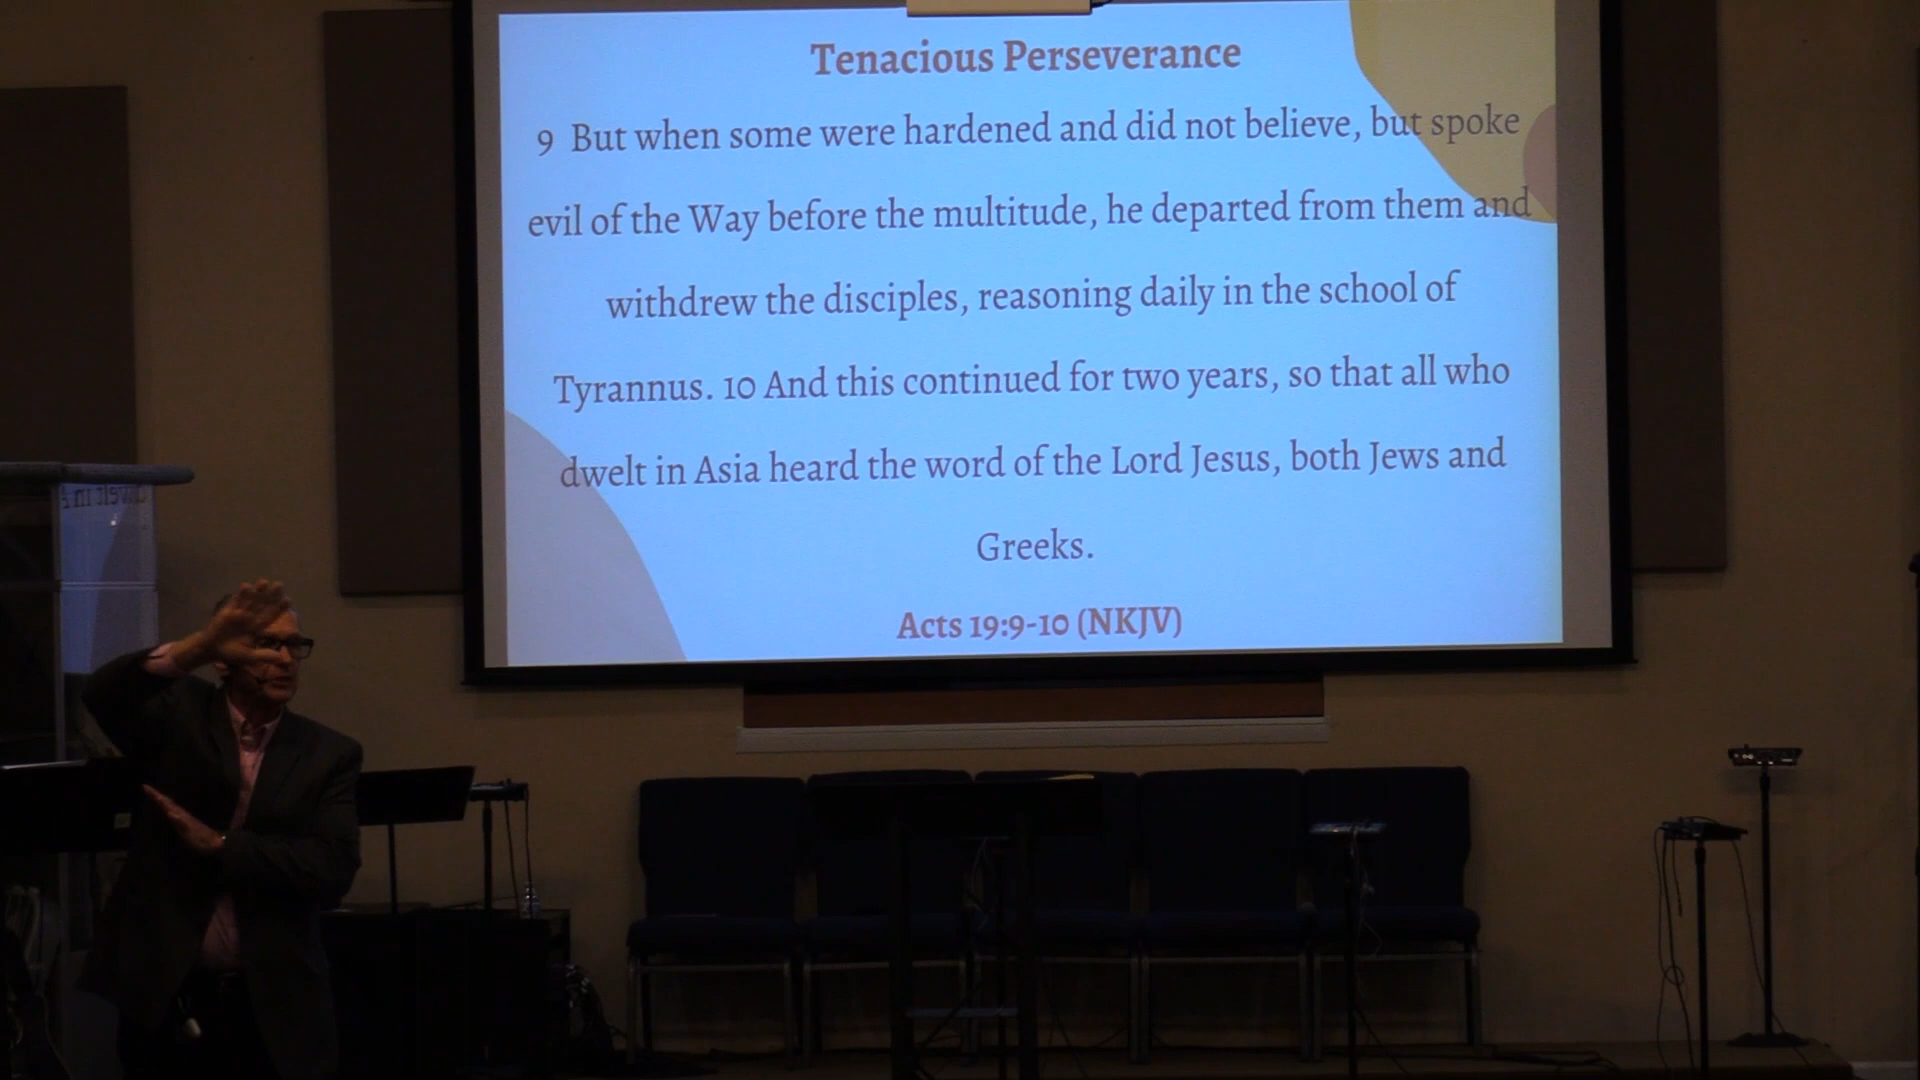 Tenacious Perseverance
9 But when some were hardened and did not believe, but spoke
evil of the Way before the multitude, he departed from them and
withdrew the disciples, reasoning daily in the school of
Tyrannus. 10 And this continued for two years, so that all who
dwelt in Asia heard the word of the Lord Jesus, both Jews and
Greeks.
Acts 19:9-10 (NKJV)